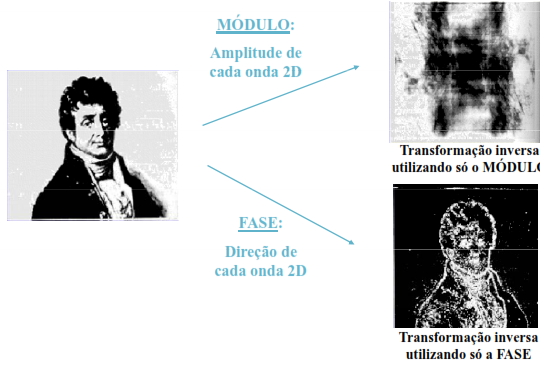 MÓDULO:
Amplitude de
cada onda 2D
Transformação inversa
utilizando só o MÓDULO
FASE:
Direção de
cada onda 2D
Transformação inversa
utilizando só a FASE